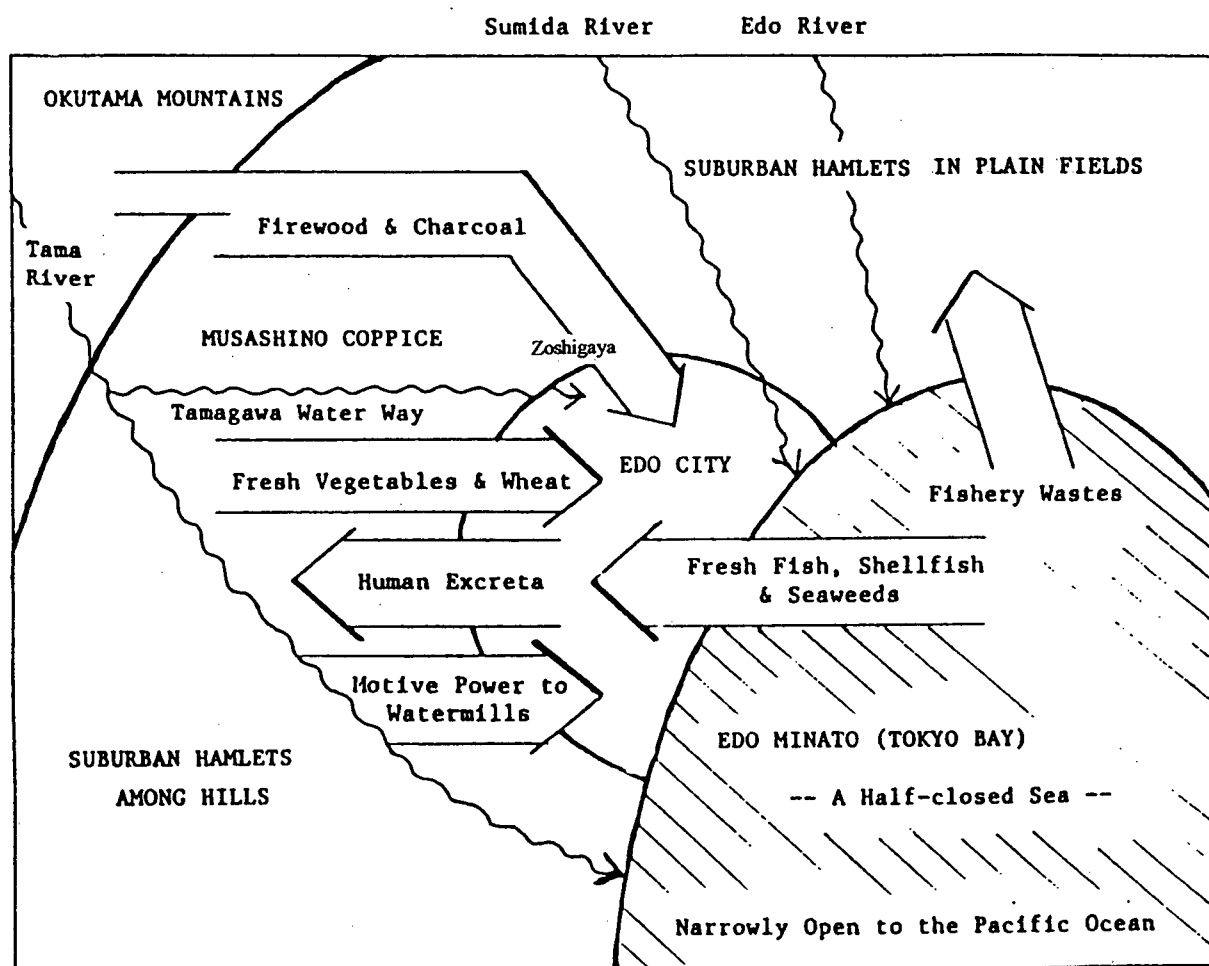 Sumida River
Edo River
OKUTAMA MOUNTAINS
SUBURBAN HAMLETS IN PLAIN FIELDS
Firewood & Charcoal
Tama
River
MUSASHINO COPPICE
Zoshigaya
Tamagawa Water Way
EDO CITY
Fresh Vegetables & Wheat
Fishery Wastes
Human Excreta
Fresh Fish, Shellfish
& Seaweeds
Motive Power to
Watermills
EDO MINATO (TOKYO BAY)
SUBURBAN HAMLETS
AMONG HILLS
-- A Half-closed Sea --
Narrowly Open to the Pacific Ocean